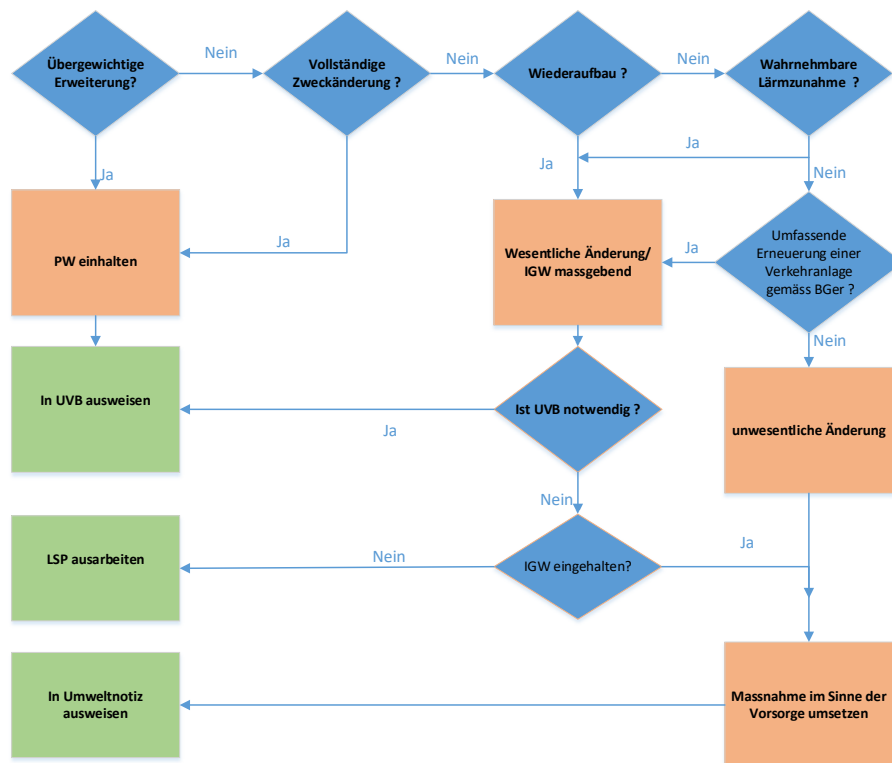 Übergewichtige
Erweiterung?
Nein
Vollständige
Zweckänderung ?
Nein
Wiederaufbau ?
Nein
Wahrnehmbare
Lärmzunahme ?
Ja
Ja
Ja
Nein
PW einhalten
Ja
Wesentliche Änderung/
IGW massgebend
Ja
Umfassende
Erneuerung einer
Verkehranlage
gemäss BGer ?
Nein
In UVB ausweisen
Ja
Ist UVB notwendig ?
unwesentliche Änderung
Nein
LSP ausarbeiten
Nein
IGW eingehalten?
Ja
In Umweltnotiz
ausweisen
Massnahme im Sinne der
Vorsorge umsetzen